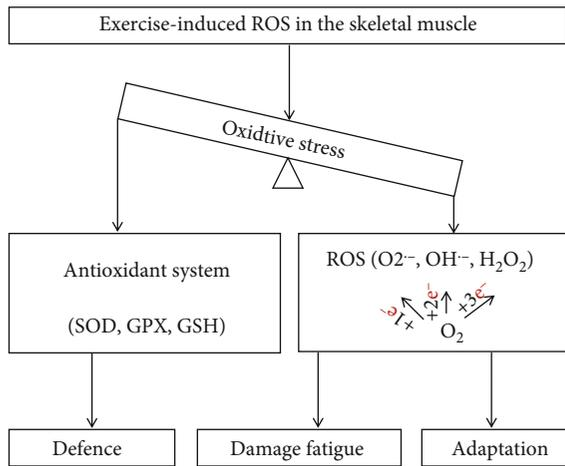 Exercise-induced ROS in the skeletal muscle
Oxidtive stress
Antioxidant system
(SOD, GPX, GSH)
ROS (O2·−, OH·−, H₂O₂)
+1e⁻
+2e⁻
+3e⁻
O₂
Defence
Damage fatigue
Adaptation